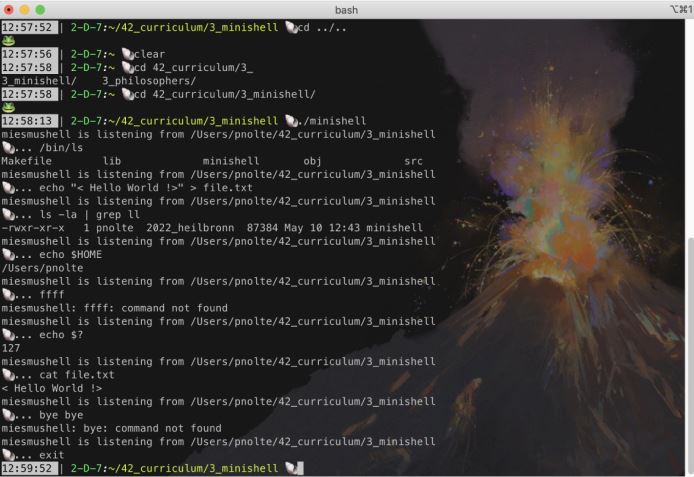 bash
⌥⌘1
12:57:52 | 2-D-7:~/42_curriculum/3_minishell 🐚cd ../..
🐸
12:57:56 | 2-D-7:~ 🐚clear
12:57:58 | 2-D-7:~ 🐚cd 42_curriculum/3_
3_minishell/    3_philosophers/
12:57:58 | 2-D-7:~ 🐚cd 42_curriculum/3_minishell/
🐸
12:58:13 | 2-D-7:~/42_curriculum/3_minishell 🐚./minishell
miesmushell is listening from /Users/pnolte/42_curriculum/3_minishell
🐚... /bin/ls
Makefile        lib             minishell       obj             src
miesmushell is listening from /Users/pnolte/42_curriculum/3_minishell
🐚... echo "< Hello World !>" > file.txt
miesmushell is listening from /Users/pnolte/42_curriculum/3_minishell
🐚... ls -la | grep ll
-rwxr-xr-x   1 pnolte  2022_heilbronn  87384 May 10 12:43 minishell
miesmushell is listening from /Users/pnolte/42_curriculum/3_minishell
🐚... echo $HOME
/Users/pnolte
miesmushell is listening from /Users/pnolte/42_curriculum/3_minishell
🐚... ffff
miesmushell: ffff: command not found
miesmushell is listening from /Users/pnolte/42_curriculum/3_minishell
🐚... echo $?
127
miesmushell is listening from /Users/pnolte/42_curriculum/3_minishell
🐚... cat file.txt
< Hello World !>
miesmushell is listening from /Users/pnolte/42_curriculum/3_minishell
🐚... bye bye
miesmushell: bye: command not found
miesmushell is listening from /Users/pnolte/42_curriculum/3_minishell
🐚... exit
12:59:52 | 2-D-7:~/42_curriculum/3_minishell 🐚